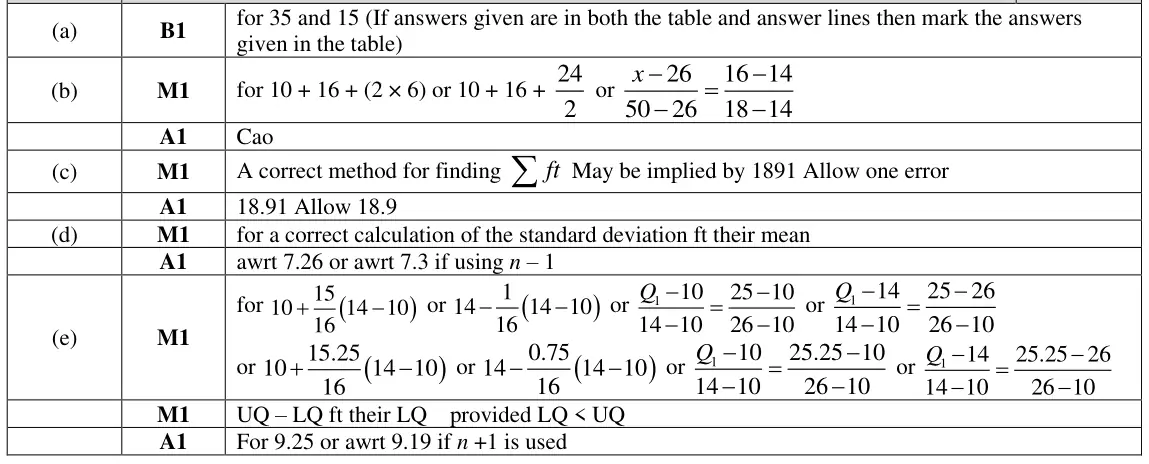 (a) B1 for 35 and 15 (If answers given are in both the table and answer lines then mark the answers
given in the table)
(b) M1 for 10 + 16 + (2 × 6) or 10 + 16 + 24/2 or (x − 26)/(50 − 26) = (16 − 14)/(18 − 14)
A1 Cao
(c) M1 A correct method for finding ∑ ft May be implied by 1891 Allow one error
A1 18.91 Allow 18.9
(d) M1 for a correct calculation of the standard deviation ft their mean
A1 awrt 7.26 or awrt 7.3 if using n – 1
(e) M1 for 10 + 15/16 (14 − 10) or 14 − 1/16 (14 − 10) or (Q₁ − 10)/(14 − 10) = (25 − 10)/(26 − 10) or (Q₁ − 14)/(14 − 10) = (25 − 26)/(26 − 10)
or 10 + 15.25/16 (14 − 10) or 14 − 0.75/16 (14 − 10) or (Q₁ − 10)/(14 − 10) = (25.25 − 10)/(26 − 10) or (Q₁ − 14)/(14 − 10) = (25.25 − 26)/(26 − 10)
M1 UQ – LQ ft their LQ provided LQ < UQ
A1 For 9.25 or awrt 9.19 if n +1 is used